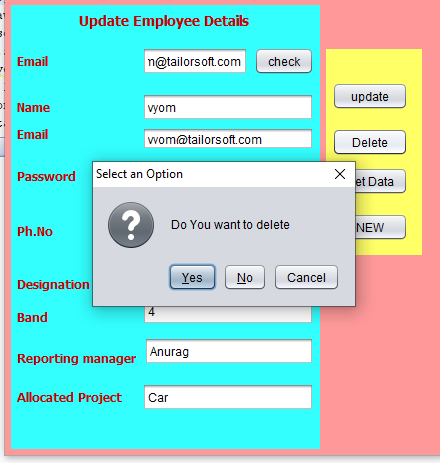 Update Employee Details
Email n@tailorsoft.com check
update
Name vyom
Email vyom@tailorsoft.com
Delete
Select an Option
Password
et Data
Do You want to delete
Ph.No
NEW
Yes No Cancel
Designation
Band 4
Reporting manager Anurag
Allocated Project Car